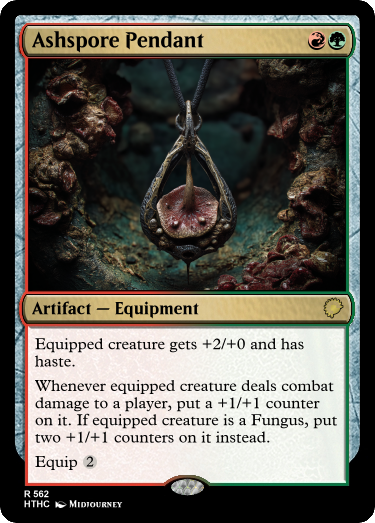 Ashspore Pendant
Artifact — Equipment
Equipped creature gets +2/+0 and has
haste.
Whenever equipped creature deals combat
damage to a player, put a +1/+1 counter
on it. If equipped creature is a Fungus, put
two +1/+1 counters on it instead.
Equip 2
R 562
HTHC Midjourney